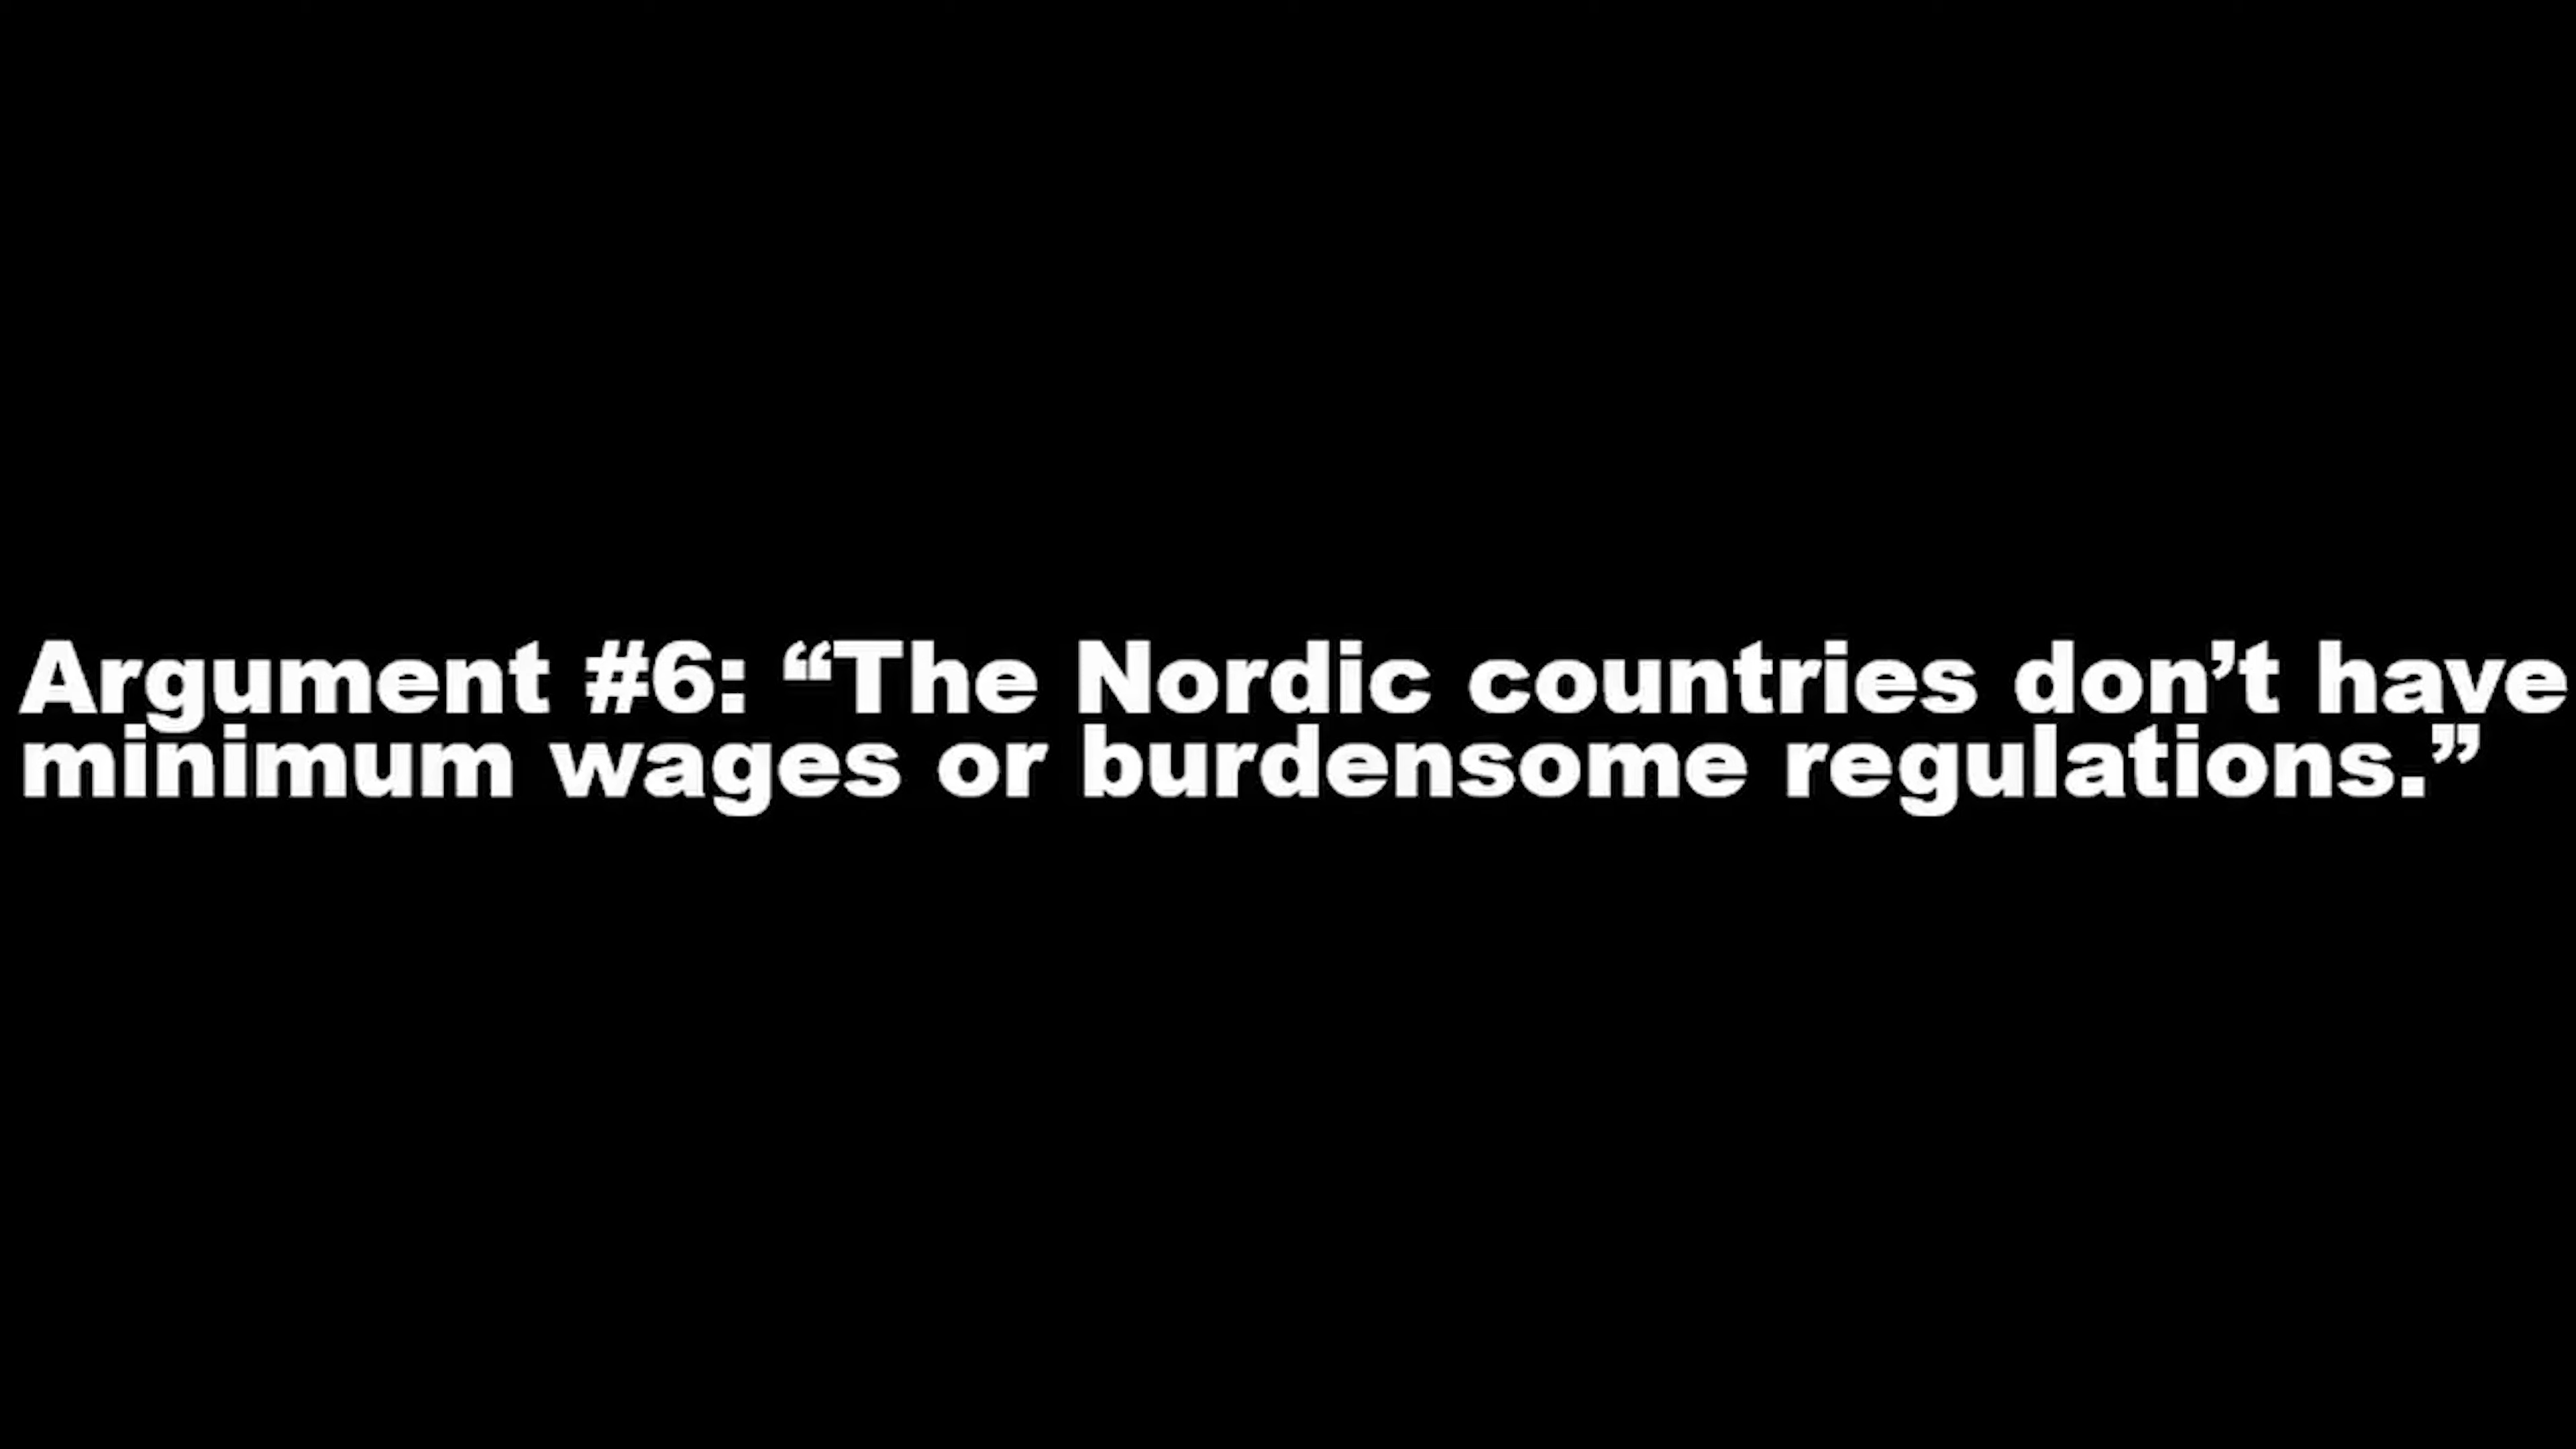 Argument #6: “The Nordic countries don’t have
minimum wages or burdensome regulations.”